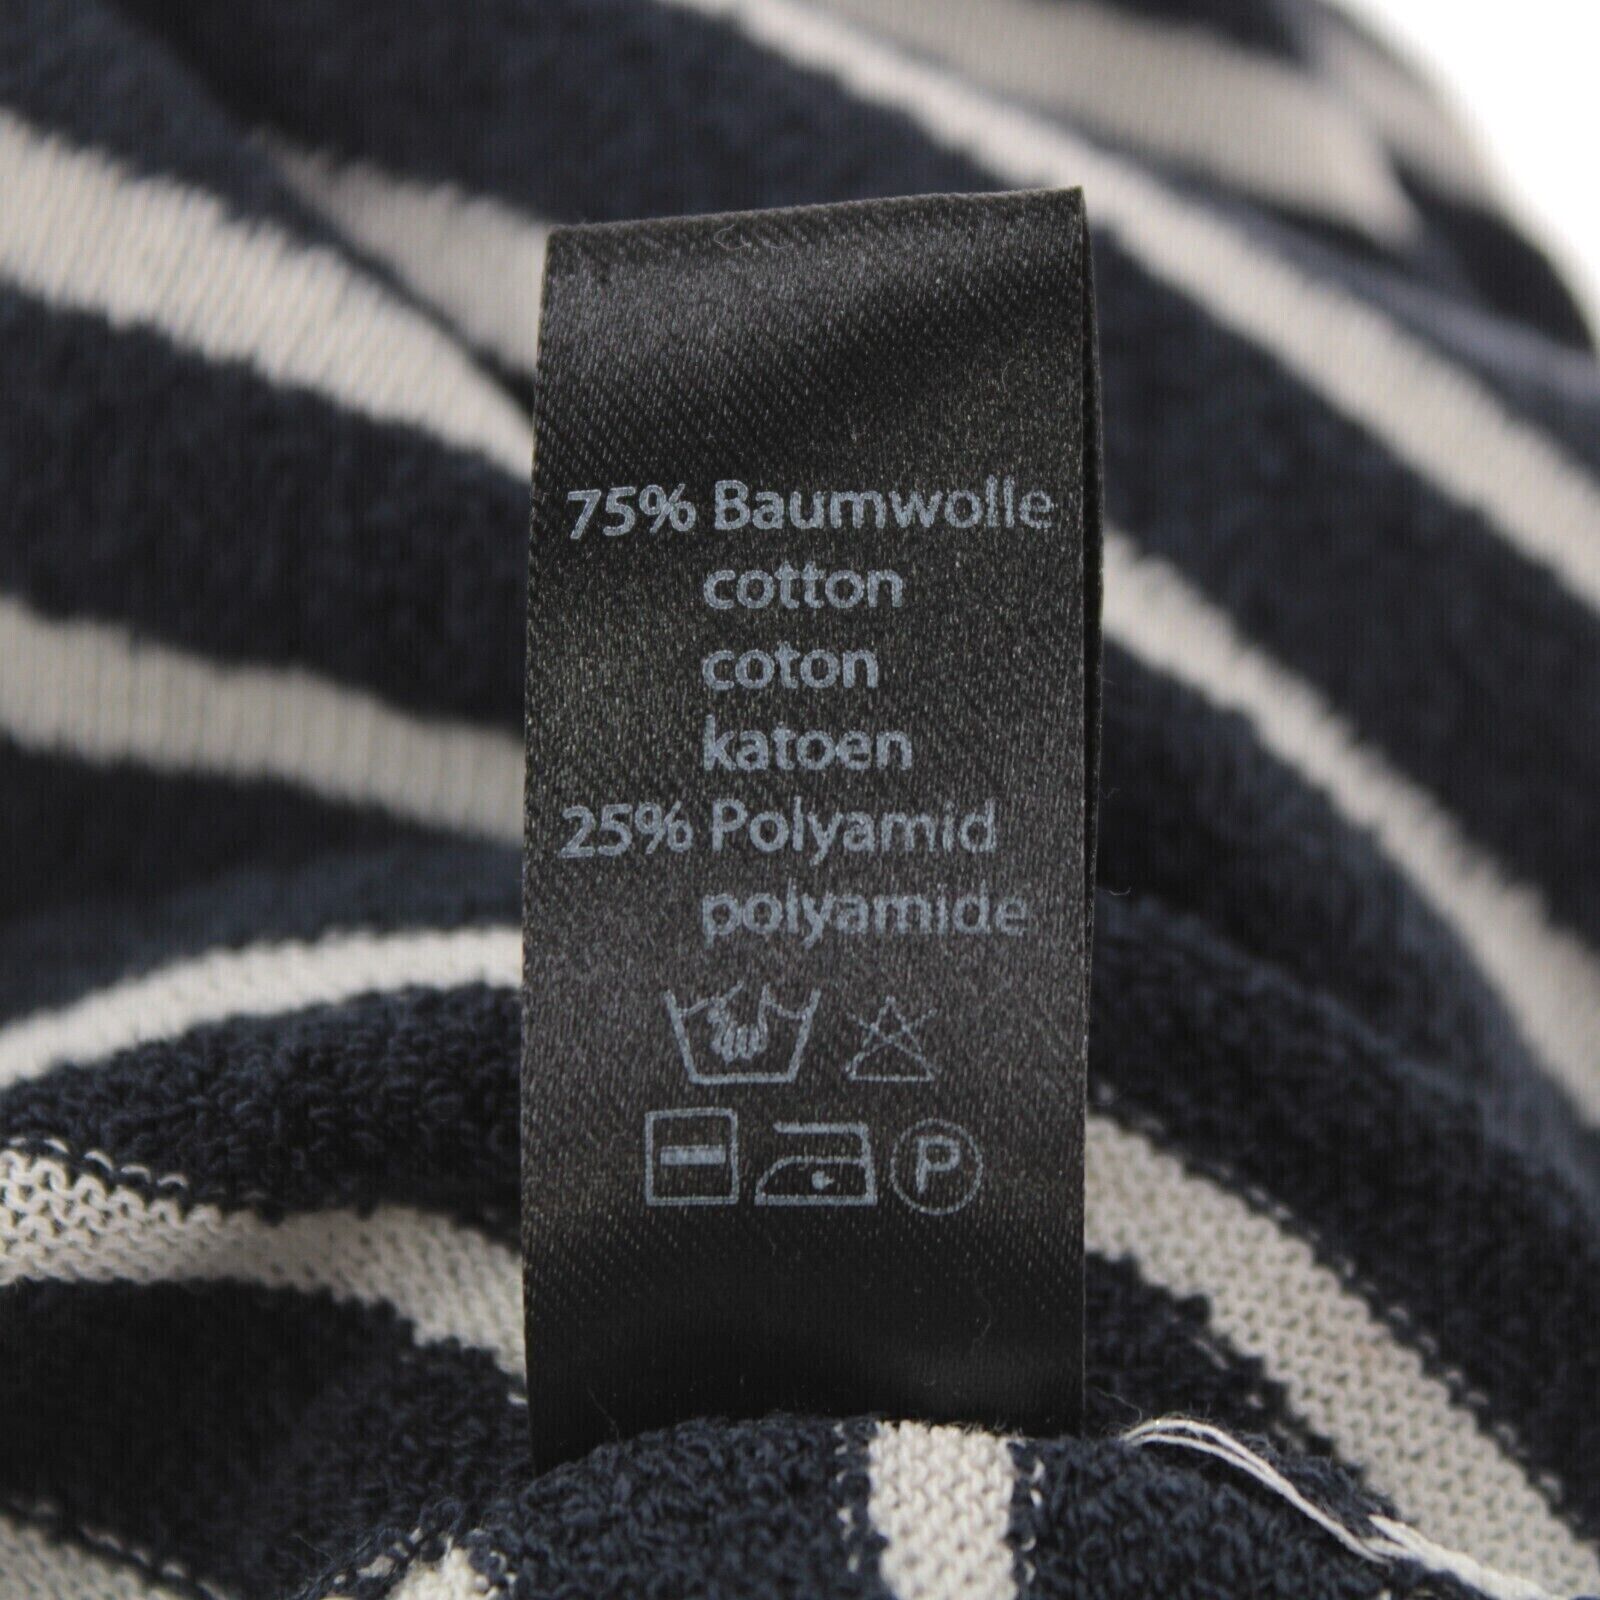 75% Baumwolle
cotton
coton
katoen
25% Polyamid
polyamide
P